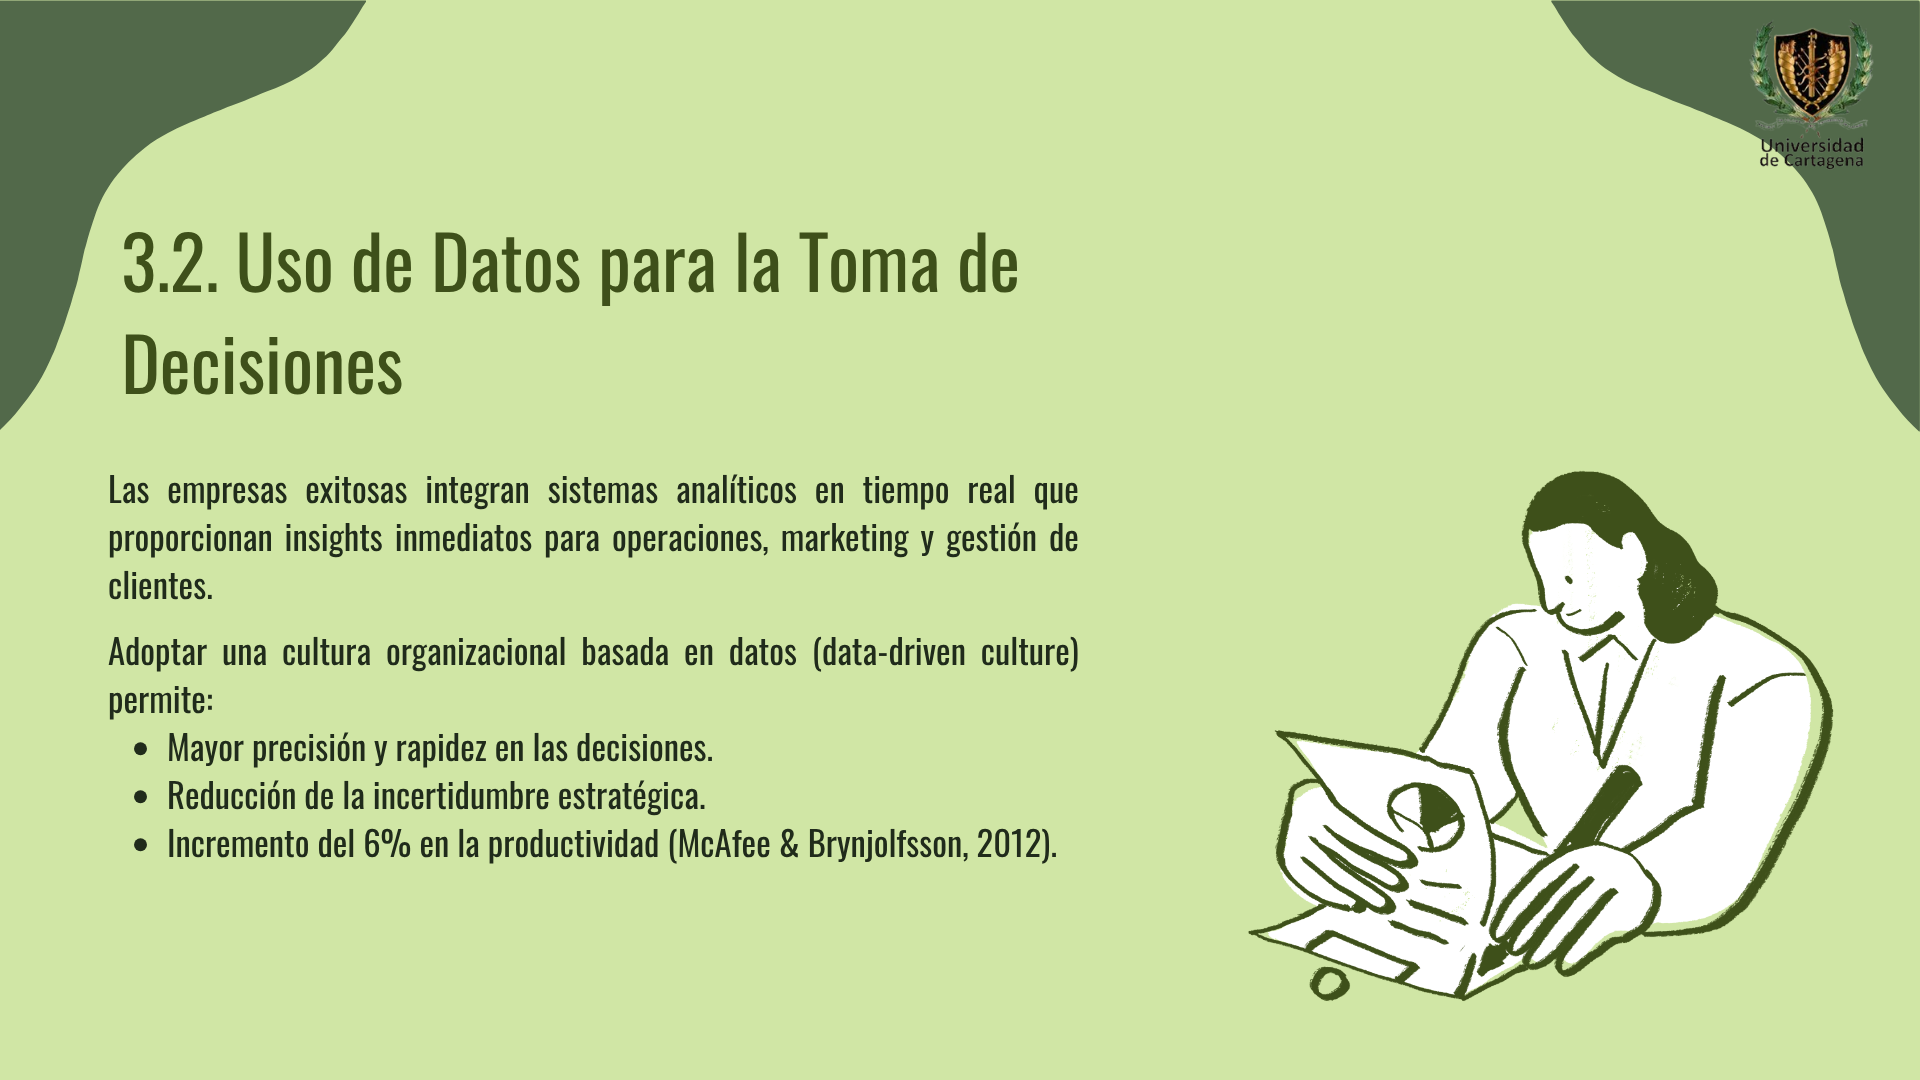 Universidad
de Cartagena
3.2. Uso de Datos para la Toma de
Decisiones
Las empresas exitosas integran sistemas analíticos en tiempo real que
proporcionan insights inmediatos para operaciones, marketing y gestión de
clientes.
Adoptar una cultura organizacional basada en datos (data-driven culture)
permite:
• Mayor precisión y rapidez en las decisiones.
• Reducción de la incertidumbre estratégica.
• Incremento del 6% en la productividad (McAfee & Brynjolfsson, 2012).